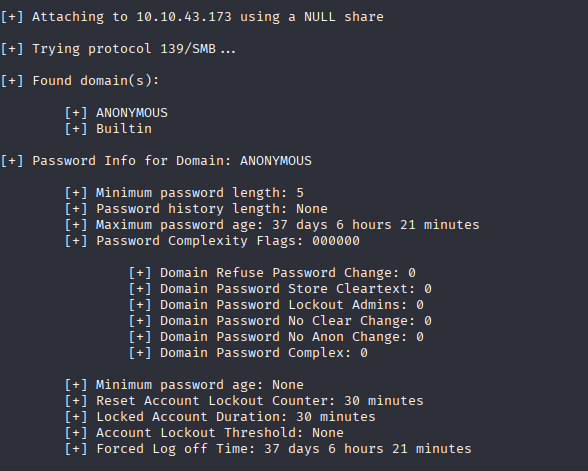 [+] Attaching to 10.10.43.173 using a NULL share
[+] Trying protocol 139/SMB...
[+] Found domain(s):
[+] ANONYMOUS
[+] Builtin
[+] Password Info for Domain: ANONYMOUS
[+] Minimum password length: 5
[+] Password history length: None
[+] Maximum password age: 37 days 6 hours 21 minutes
[+] Password Complexity Flags: 000000
[+] Domain Refuse Password Change: 0
[+] Domain Password Store Cleartext: 0
[+] Domain Password Lockout Admins: 0
[+] Domain Password No Clear Change: 0
[+] Domain Password No Anon Change: 0
[+] Domain Password Complex: 0
[+] Minimum password age: None
[+] Reset Account Lockout Counter: 30 minutes
[+] Locked Account Duration: 30 minutes
[+] Account Lockout Threshold: None
[+] Forced Log off Time: 37 days 6 hours 21 minutes